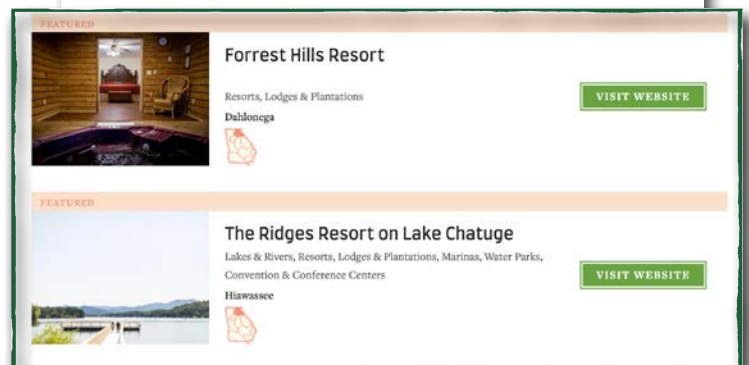 FEATURED
Forrest Hills Resort
Resorts, Lodges & Plantations
Dahlonega
VISIT WEBSITE
FEATURED
The Ridges Resort on Lake Chatuge
Lakes & Rivers, Resorts, Lodges & Plantations, Marinas, Water Parks,
Convention & Conference Centers
Hiawassee
VISIT WEBSITE